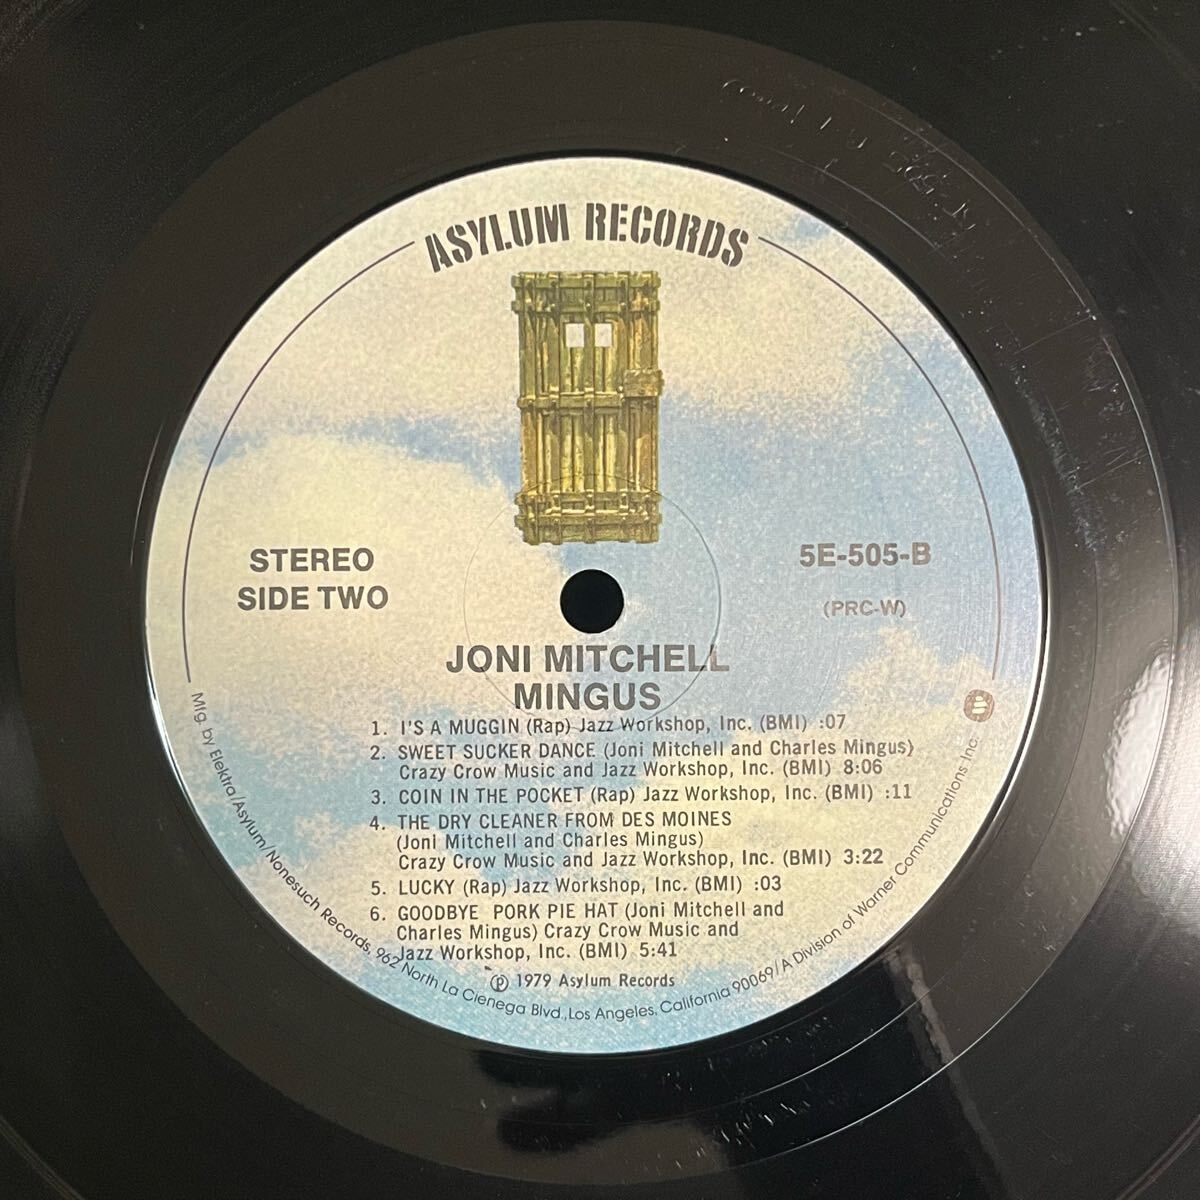 ASYLUM RECORDS
STEREO
SIDE TWO
5E-505-B
(PRC-W)
JONI MITCHELL
MINGUS
1. I'S A MUGGIN (Rap) Jazz Workshop, Inc. (BMI) :07
2. SWEET SUCKER DANCE (Joni Mitchell and Charles Mingus)
Crazy Crow Music and Jazz Workshop, Inc. (BMI) 8:06
3. COIN IN THE POCKET (Rap) Jazz Workshop, Inc. (BMI) :11
4. THE DRY CLEANER FROM DES MOINES
(Joni Mitchell and Charles Mingus)
Crazy Crow Music and Jazz Workshop, Inc. (BMI) 3:22
5. LUCKY (Rap) Jazz Workshop, Inc. (BMI) :03
6. GOODBYE PORK PIE HAT (Joni Mitchell and
Charles Mingus) Crazy Crow Music and
Jazz Workshop, Inc. (BMI) 5:41
℗ 1979 Asylum Records
Mfg. by Elektra/Asylum/Nonesuch Records, 962 North La Cienega Blvd., Los Angeles, California 90069/A Division of Warner Communications Inc.